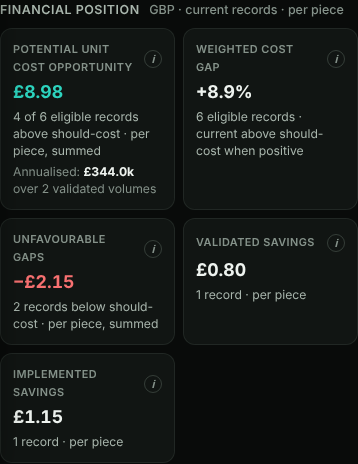 FINANCIAL POSITION GBP · current records · per piece
POTENTIAL UNIT
COST OPPORTUNITY
i
£8.98
4 of 6 eligible records
above should-cost · per
piece, summed
Annualised: £344.0k
over 2 validated volumes
WEIGHTED COST
GAP
i
+8.9%
6 eligible records ·
current above should-
cost when positive
UNFAVOURABLE
GAPS
i
−£2.15
2 records below should-
cost · per piece, summed
VALIDATED SAVINGS
i
£0.80
1 record · per piece
IMPLEMENTED
SAVINGS
i
£1.15
1 record · per piece